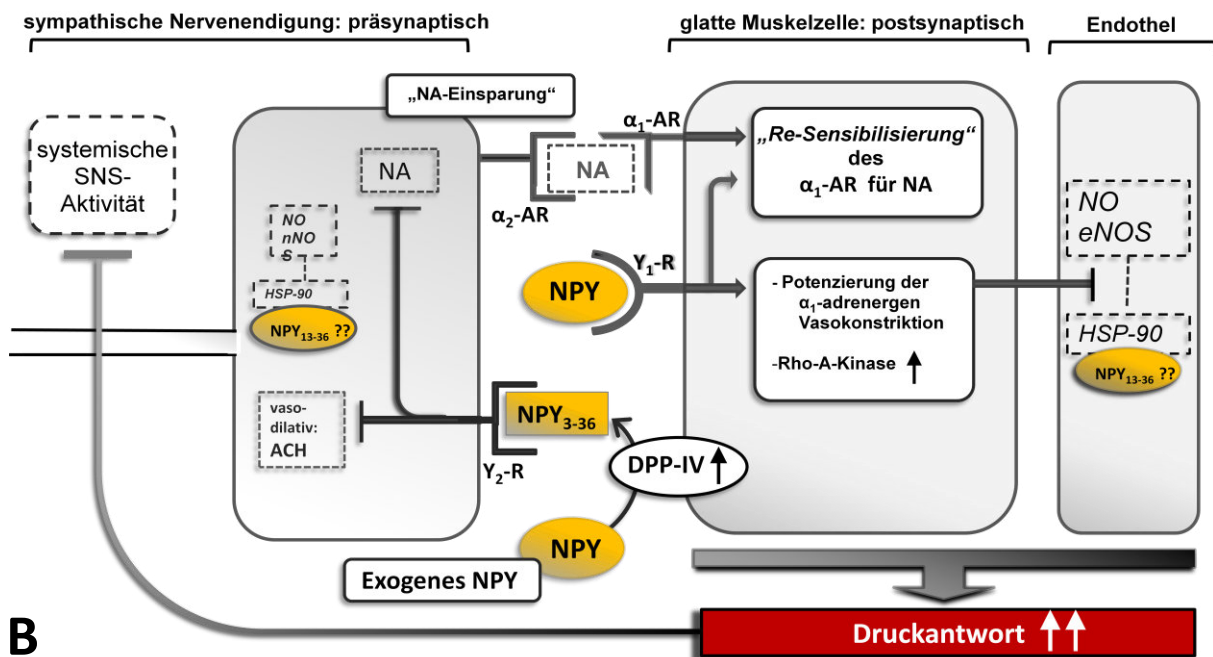 sympathische Nervenendigung: präsynaptisch
glatte Muskelzelle: postsynaptisch
Endothel
systemische
SNS-
Aktivität
„NA-Einsparung“
NA
NO
nNO
S
HSP-90
NPY13-36 ??
vaso-
dilativ:
ACH
α1-AR
NA
α2-AR
Y1-R
NPY
NPY3-36
Y2-R
DPP-IV
NPY
Exogenes NPY
„Re-Sensibilisierung“
des
α1-AR für NA
- Potenzierung der
α1-adrenergen
Vasokonstriktion
-Rho-A-Kinase
NO
eNOS
HSP-90
NPY13-36 ??
Druckantwort
B